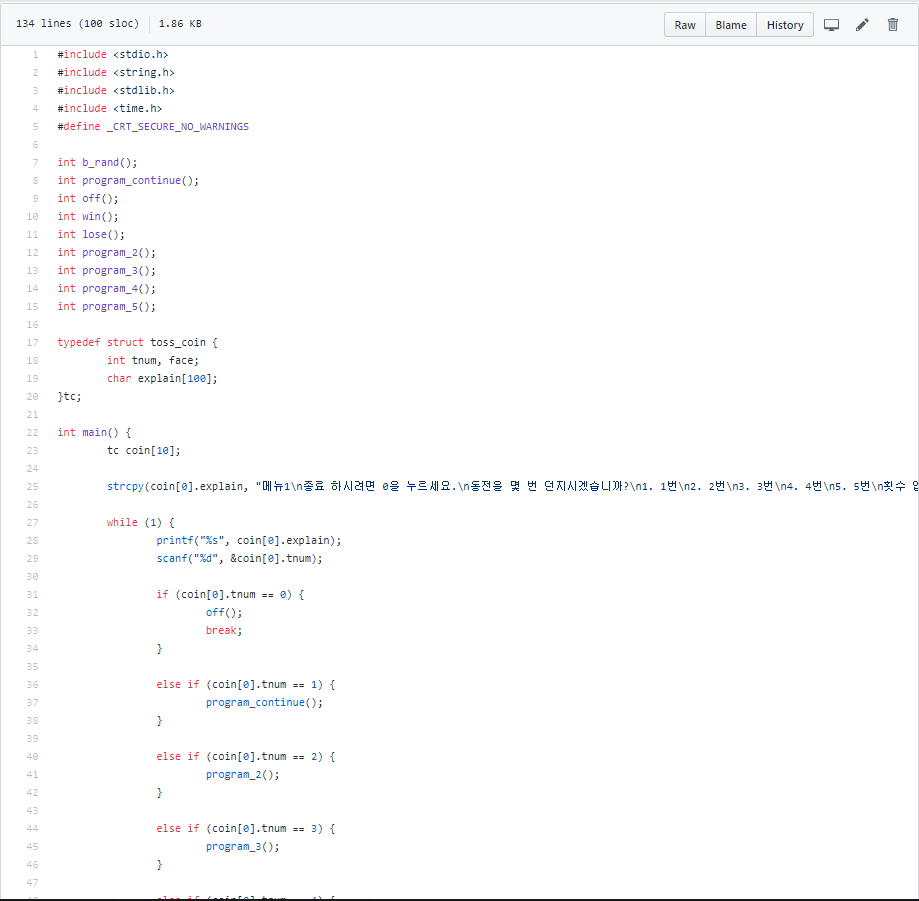 134 lines (100 sloc) 1.86 KB Raw Blame History
1 #include <stdio.h>
2 #include <string.h>
3 #include <stdlib.h>
4 #include <time.h>
5 #define _CRT_SECURE_NO_WARNINGS
6
7 int b_rand();
8 int program_continue();
9 int off();
10 int win();
11 int lose();
12 int program_2();
13 int program_3();
14 int program_4();
15 int program_5();
16
17 typedef struct toss_coin {
18 int tnum, face;
19 char explain[100];
20 }tc;
21
22 int main() {
23 tc coin[10];
24
25 strcpy(coin[0].explain, "메뉴1\n종료 하시려면 0을 누르세요.\n동전을 몇 번 던지시겠습니까?\n1. 1번\n2. 2번\n3. 3번\n4. 4번\n5. 5번\n횟수
26
27 while (1) {
28 printf("%s", coin[0].explain);
29 scanf("%d", &coin[0].tnum);
30
31 if (coin[0].tnum == 0) {
32 off();
33 break;
34 }
35
36 else if (coin[0].tnum == 1) {
37 program_continue();
38 }
39
40 else if (coin[0].tnum == 2) {
41 program_2();
42 }
43
44 else if (coin[0].tnum == 3) {
45 program_3();
46 }
47